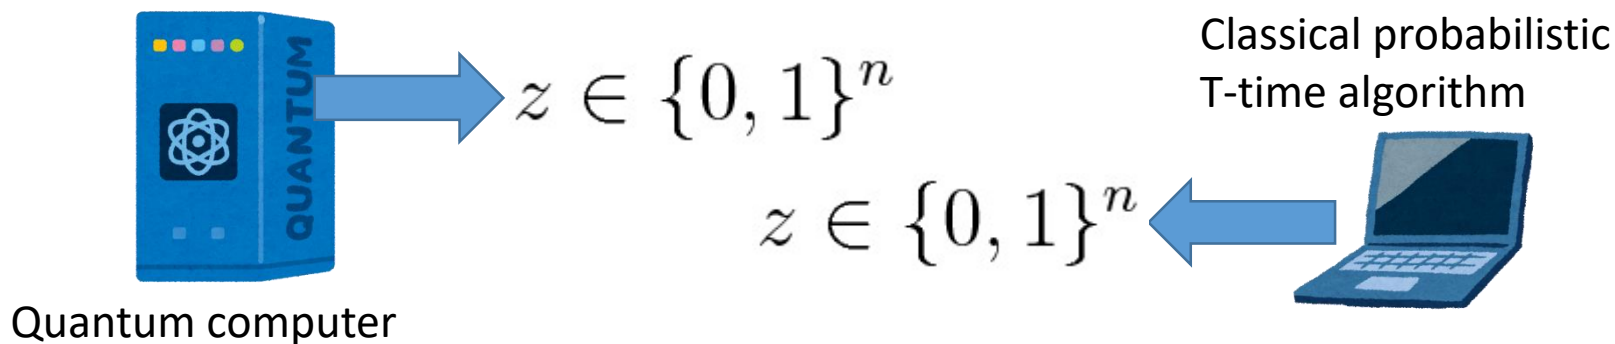 Classical probabilistic
T-time algorithm
QUANTUM
z ∈ {0, 1}^n
z ∈ {0, 1}^n
Quantum computer